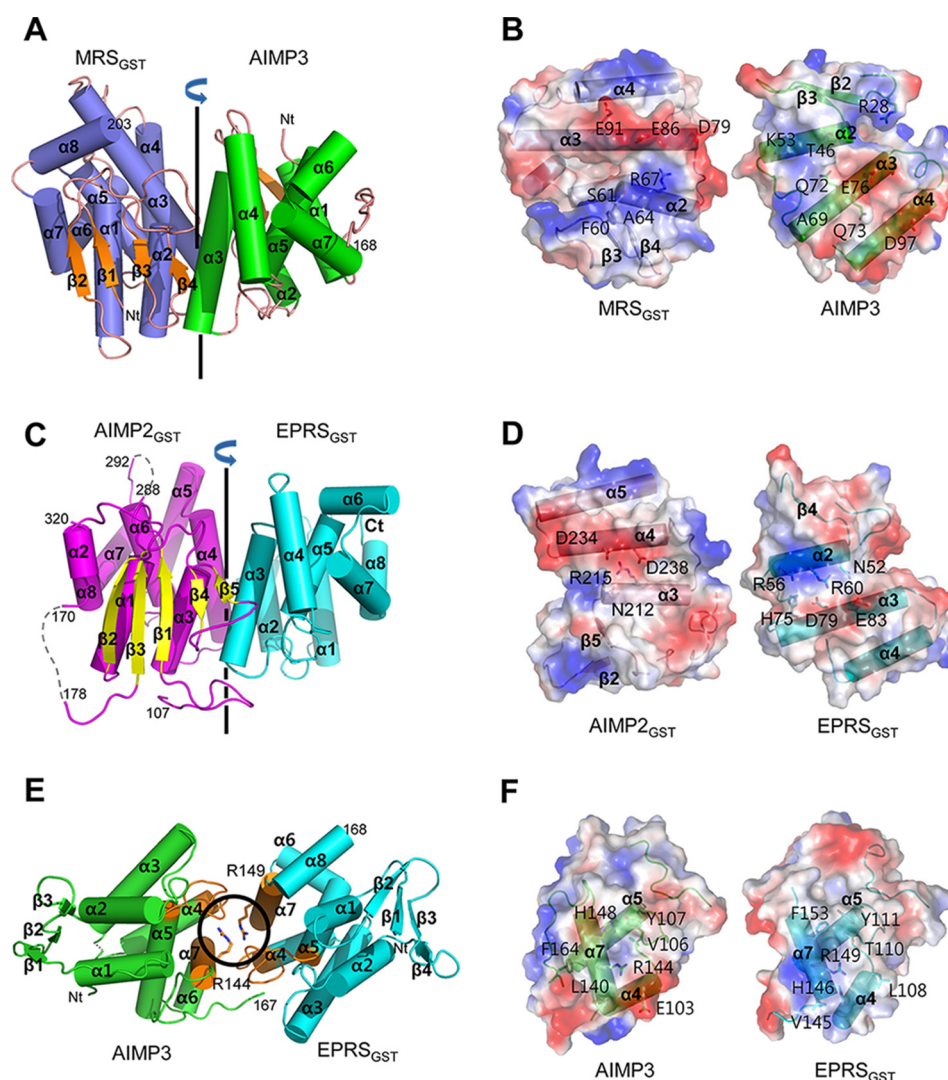 A
MRSGST
AIMP3
203
α8
α4
α5
α3
α7
α6
α1
α2
β2
β1
β3
β4
Nt
Nt
α6
α4
α1
α3
α5
α7
168
α2
B
α4
E91
E86
D79
α3
S61
R67
F60
A64
α2
β3
β4
MRSGST
β2
β3
R28
K53
α2
T46
α3
Q72
E76
A69
α4
Q73
D97
AIMP3
C
AIMP2GST
EPRSGST
292
288
α5
320
α6
α2
α7
α4
α8
α1
β4
β5
170
α3
β2
β3
β1
178
107
α6
Ct
α4
α5
α3
α8
α7
α2
α1
D
α5
D234
α4
D238
R215
α3
N212
β5
β2
AIMP2GST
β4
α2
N52
R56
R60
α3
H75
D79
E83
α4
EPRSGST
E
α3
β3
α2
α4
β2
α5
β1
α1
α7
Nt
α6
R144
R149
α6
168
α8
α7
β2
α1
β1
β3
α4
α5
Nt
α2
β4
167
α3
AIMP3
EPRSGST
F
α5
H148
Y107
α7
F164
V106
R144
L140
α4
E103
AIMP3
α5
F153
Y111
α7
R149
T110
H146
L108
α4
V145
EPRSGST